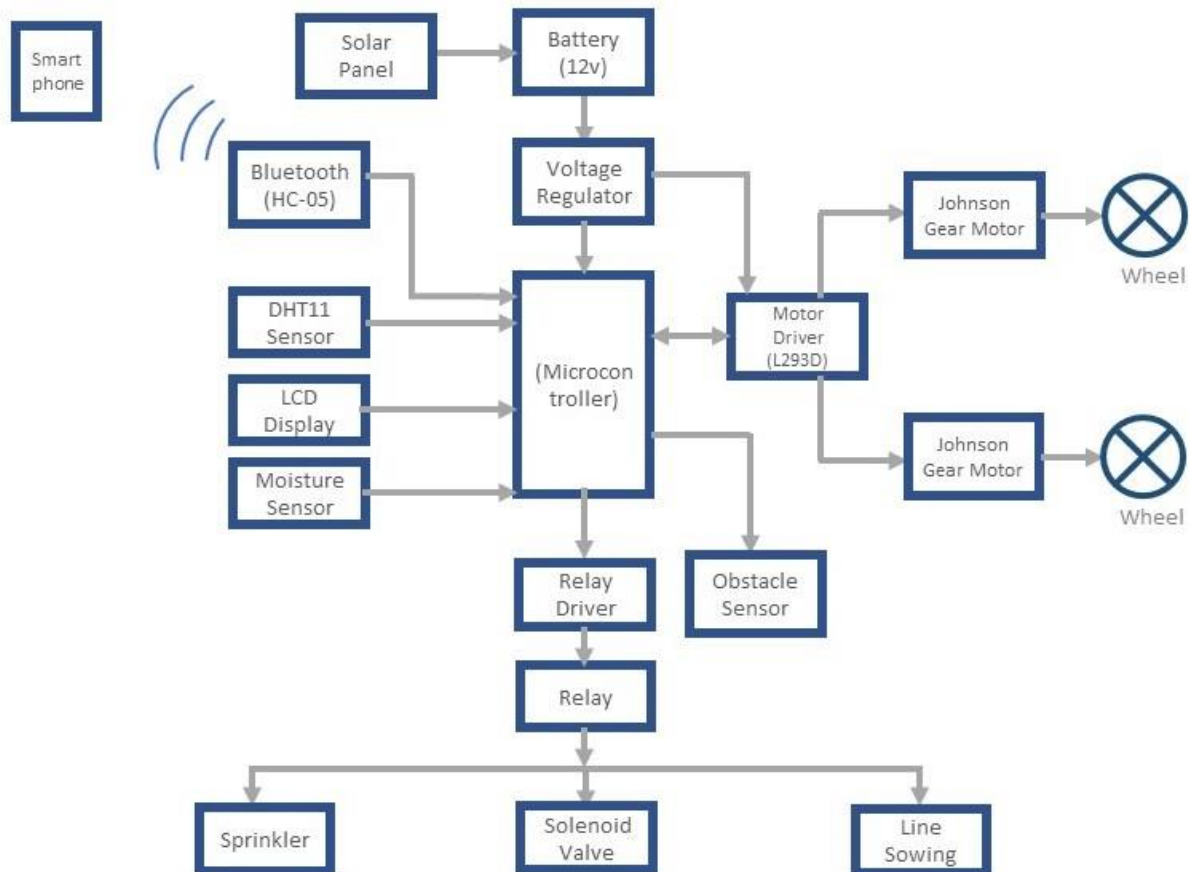 Smart
phone
Solar
Panel
Battery
(12v)
Bluetooth
(HC-05)
Voltage
Regulator
Johnson
Gear Motor
Wheel
DHT11
Sensor
Motor
Driver
(L293D)
(Microcon
troller)
LCD
Display
Johnson
Gear Motor
Moisture
Sensor
Wheel
Relay
Driver
Obstacle
Sensor
Relay
Sprinkler
Solenoid
Valve
Line
Sowing